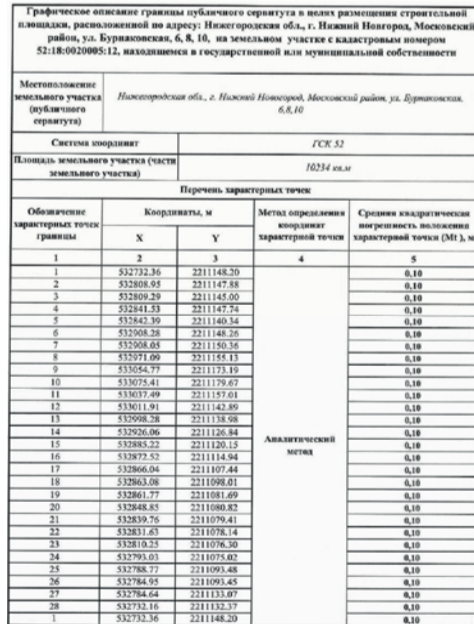 Графическое описание границы публичного сервитута в целях размещения строительной
площадки, расположенной по адресу: Нижегородская обл., г. Нижний Новгород, Московский
район, ул. Бурнаковская, 6, 8, 10, на земельном участке с кадастровым номером
52:18:0020005:12, находящемся в государственной или муниципальной собственности
Местоположение
земельного участка
(публичного
сервитута)
Нижегородская обл., г. Нижний Новогород, Московский район, ул. Бурнаковская,
6,8,10
Система координат
ГСК 52
Площадь земельного участка (части
земельного участка)
10234 кв.м
Перечень характерных точек
Обозначение
характерных точек
границы
Координаты, м
X
Y
Метод определения
координат
характерной точки
Средняя квадратическая
погрешность положения
характерной точки (Mt ), м
1 2 3 4 5
1 532732.36 2211148.20 0,10
2 532808.95 2211147.88 0,10
3 532809.29 2211145.00 0,10
4 532841.53 2211147.74 0,10
5 532842.39 2211140.34 0,10
6 532908.28 2211148.26 0,10
7 532908.05 2211150.36 0,10
8 532971.09 2211155.13 0,10
9 533054.77 2211173.19 0,10
10 533075.41 2211179.67 0,10
11 533037.49 2211157.01 0,10
12 533011.91 2211142.89 0,10
13 532998.28 2211138.98 0,10
14 532926.06 2211126.84 0,10
15 532885.22 2211120.15 0,10
Аналитический
метод
16 532872.52 2211114.94 0,10
17 532866.04 2211107.44 0,10
18 532863.08 2211098.01 0,10
19 532861.77 2211081.69 0,10
20 532848.85 2211080.82 0,10
21 532839.76 2211079.41 0,10
22 532831.63 2211078.14 0,10
23 532810.25 2211076.30 0,10
24 532793.03 2211075.02 0,10
25 532788.77 2211093.48 0,10
26 532784.95 2211093.45 0,10
27 532784.64 2211133.07 0,10
28 532732.16 2211132.37 0,10
1 532732.36 2211148.20 0,10